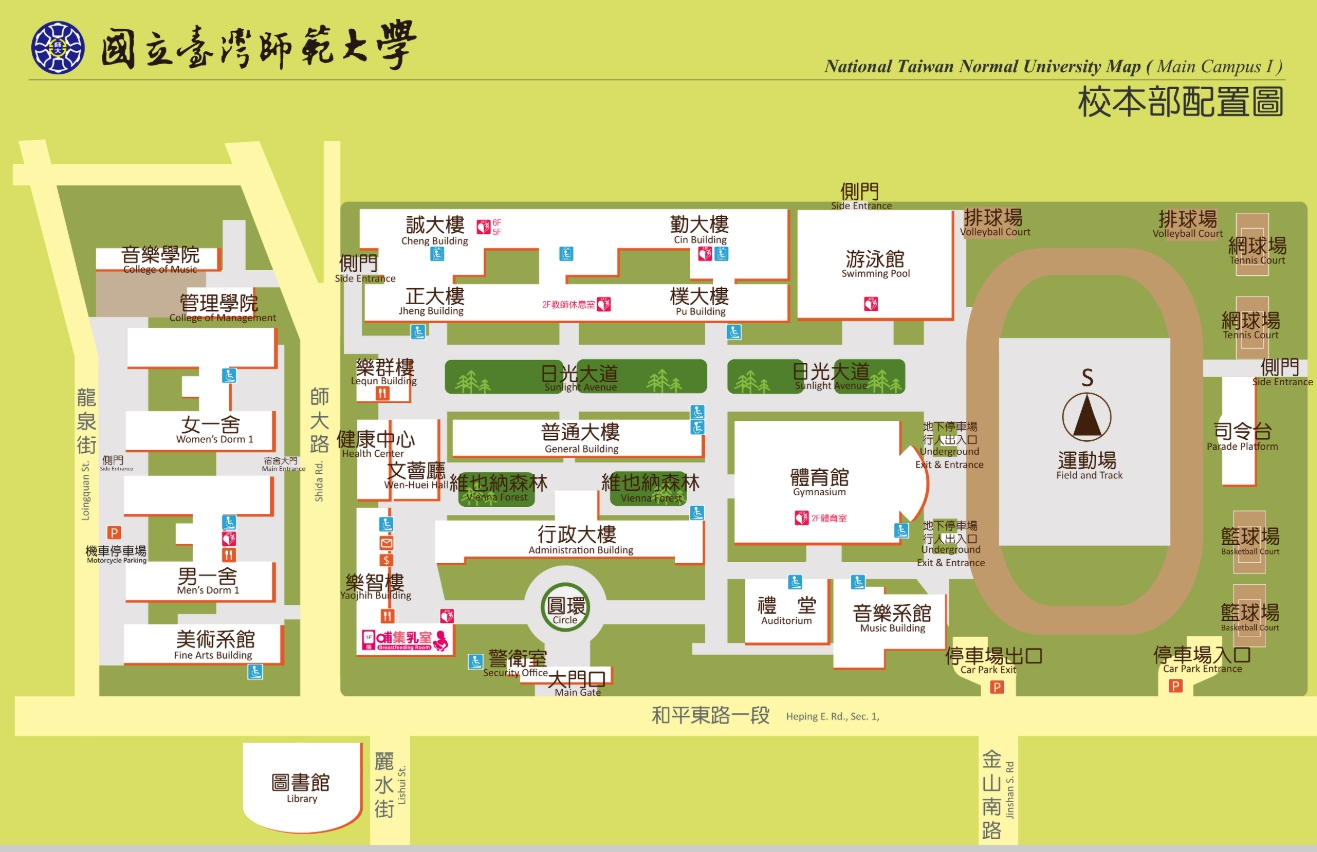 國立臺灣師範大學
National Taiwan Normal University Map ( Main Campus I )
校本部配置圖
側門
Side Entrance
誠大樓
Cheng Building
6F
5F
勤大樓
Cin Building
排球場
Volleyball Court
排球場
Volleyball Court
網球場
Tennis Court
音樂學院
College of Music
側門
Side Entrance
游泳館
Swimming Pool
管理學院
College of Management
正大樓
Jheng Building
2F教師休息室
樸大樓
Pu Building
網球場
Tennis Court
樂群樓
Lequn Building
日光大道
Sunlight Avenue
日光大道
Sunlight Avenue
側門
Side Entrance
S
龍泉街
Loingquan St.
師大路
Shida Rd.
女一舍
Women's Dorm 1
健康中心
Health Center
普通大樓
General Building
地下停車場
行人出入口
Underground
Exit & Entrance
司令台
Parade Platform
側門
Side Entrance
宿舍大門
Main Entrance
文薈廳
Wen-Huei Hall
維也納森林
Vienna Forest
維也納森林
Vienna Forest
體育館
Gymnasium
2F體育室
運動場
Field and Track
P
機車停車場
Motorcycle Parking
行政大樓
Administration Building
地下停車場
行人出入口
Underground
Exit & Entrance
籃球場
Basketball Court
$
男一舍
Men's Dorm 1
樂智樓
Yaojhih Building
圓環
Circle
禮 堂
Auditorium
音樂系館
Music Building
籃球場
Basketball Court
美術系館
Fine Arts Building
1F
哺集乳室
Breastfeeding Room
警衛室
Security Office
大門口
Main Gate
停車場出口
Car Park Exit
P
停車場入口
Car Park Entrance
P
和平東路一段 Heping E. Rd., Sec. 1,
圖書館
Library
麗水街
Lishui St.
金山南路
Jinshan S. Rd